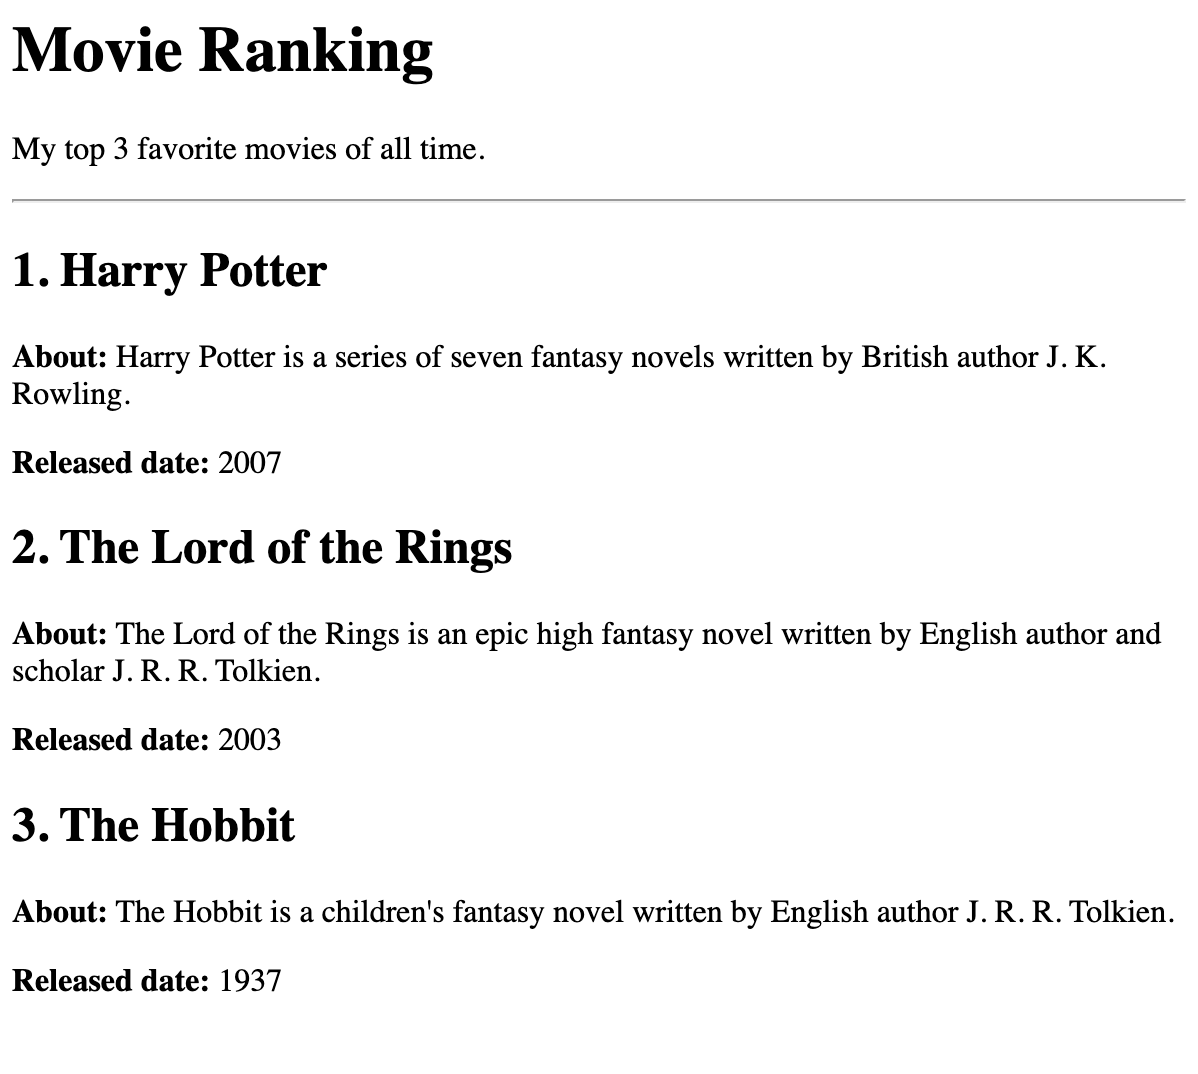 Movie Ranking
My top 3 favorite movies of all time.
1. Harry Potter
About: Harry Potter is a series of seven fantasy novels written by British author J. K.
Rowling.
Released date: 2007
2. The Lord of the Rings
About: The Lord of the Rings is an epic high fantasy novel written by English author and
scholar J. R. R. Tolkien.
Released date: 2003
3. The Hobbit
About: The Hobbit is a children's fantasy novel written by English author J. R. R. Tolkien.
Released date: 1937